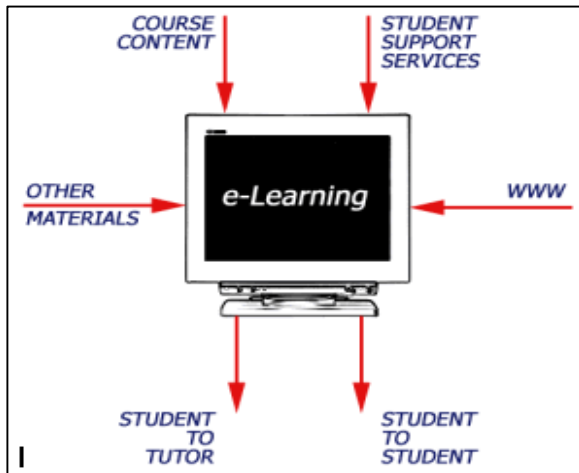 COURSE
CONTENT
STUDENT
SUPPORT
SERVICES
OTHER
MATERIALS
e-Learning
WWW
STUDENT
TO
TUTOR
STUDENT
TO
STUDENT
I